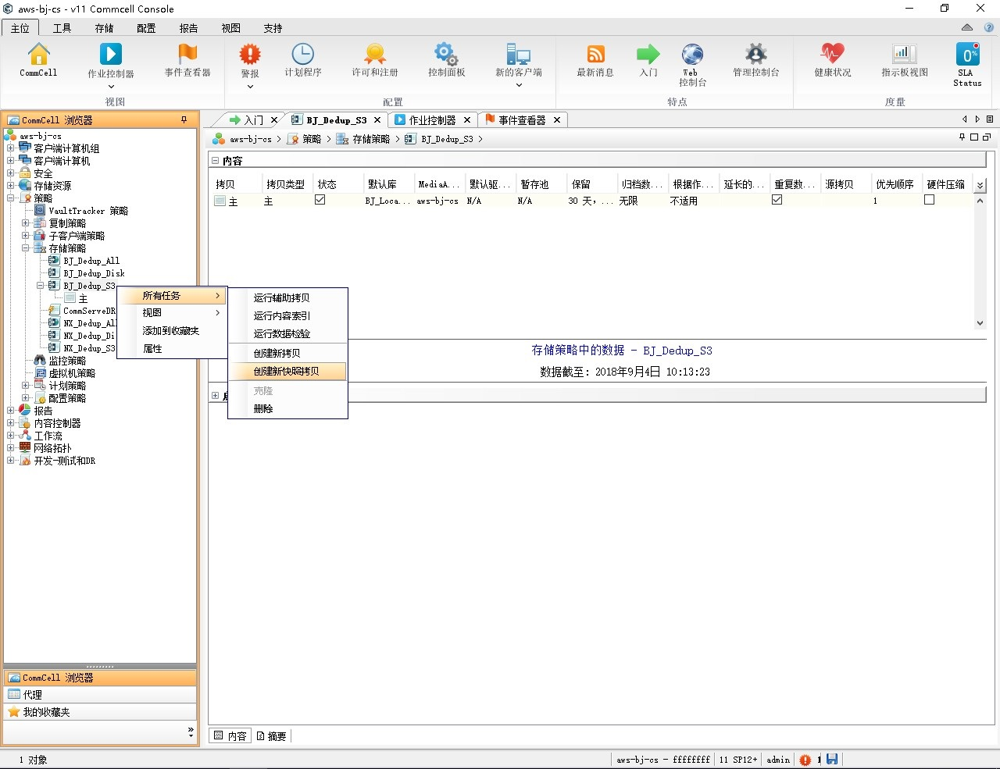 aws-bj-cs - v11 Commcell Console
主位 工具 存储 配置 报告 视图 支持
CommCell 作业控制器 事件查看器 警报 计划程序 许可和注册 控制面板 新的客户端 最新消息 入门 Web 控制台 管理控制台 健康状况 指示板视图 SLA Status
视图 配置 特点 度量
CommCell 浏览器
aws-bj-cs
客户端计算机组
客户端计算机
安全
存储资源
策略
VaultTracker 策略
复制策略
子客户端策略
存储策略
BJ_Dedup_All
BJ_Dedup_Disk
BJ_Dedup_S3
主
CommServeDR
NX_Dedup_Al
NX_Dedup_Di
NX_Dedup_S3
监控策略
虚拟机策略
计划策略
配置策略
报告
内容控制器
工作流
网络拓扑
开发-测试和DR
CommCell 浏览器
代理
我的收藏夹
所有任务
视图
添加到收藏夹
属性
运行辅助拷贝
运行内容索引
运行数据检验
创建新拷贝
创建新快照拷贝
克隆
删除
入门 BJ_Dedup_S3 作业控制器 事件查看器
aws-bj-cs > 策略 > 存储策略 > BJ_Dedup_S3 >
内容
拷贝 拷贝类型 状态 默认库 MediaA... 默认驱... 暂存池 保留 归档数... 根据作... 延长的... 重复数... 源拷贝 优先顺序 硬件压缩
主 主 BJ_Loca... aws-bj-cs N/A N/A 30 天, ... 无限 不适用 1
存储策略中的数据 - BJ_Dedup_S3
数据截至: 2018年9月4日 10:13:23
内容 摘要
1 对象
aws-bj-cs - ffffffff 11 SP12+ admin 1